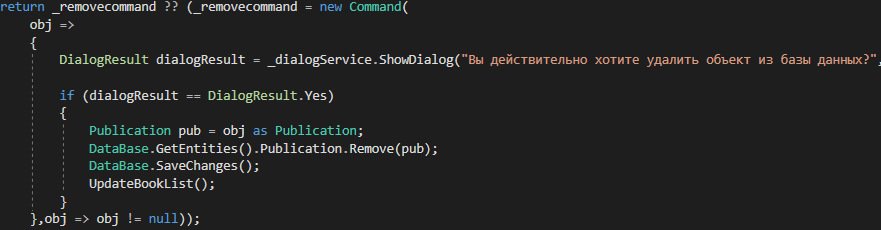 return _removecommand ?? (_removecommand = new Command(
obj =>
{
DialogResult dialogResult = _dialogService.ShowDialog("Вы действительно хотите удалить объект из базы данных?",
if (dialogResult == DialogResult.Yes)
{
Publication pub = obj as Publication;
DataBase.GetEntities().Publication.Remove(pub);
DataBase.SaveChanges();
UpdateBookList();
}
},obj => obj != null));